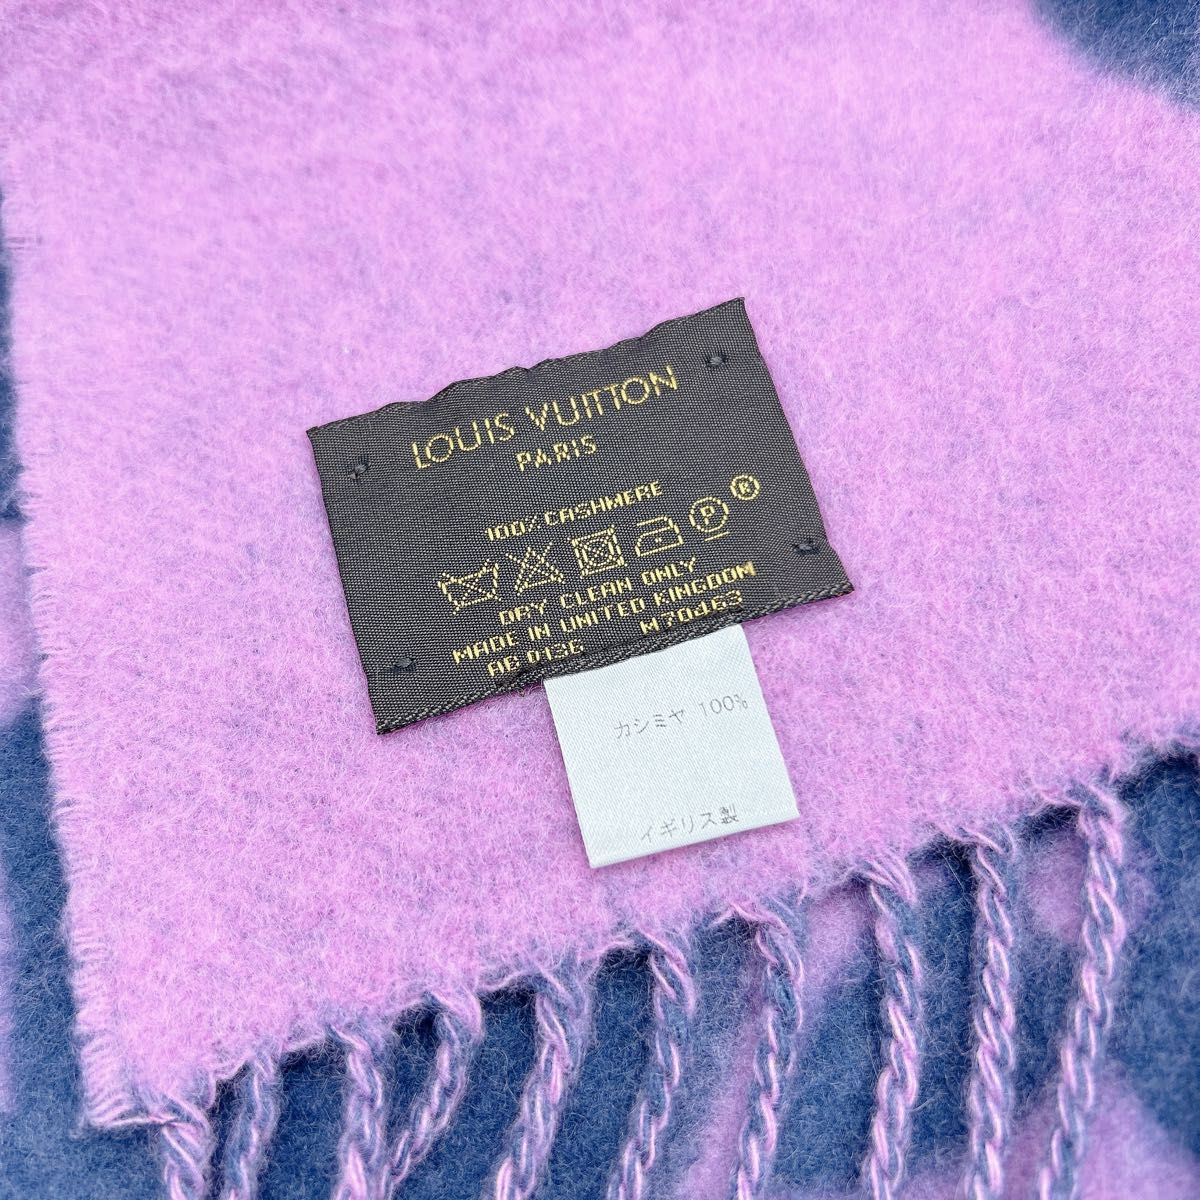 LOUIS VUITTON
PARIS
100% CASHMERE
P R
DRY CLEAN ONLY
MADE IN UNITED KINGDOM
AB 0136 M70463
カシミヤ 100%
イギリス製